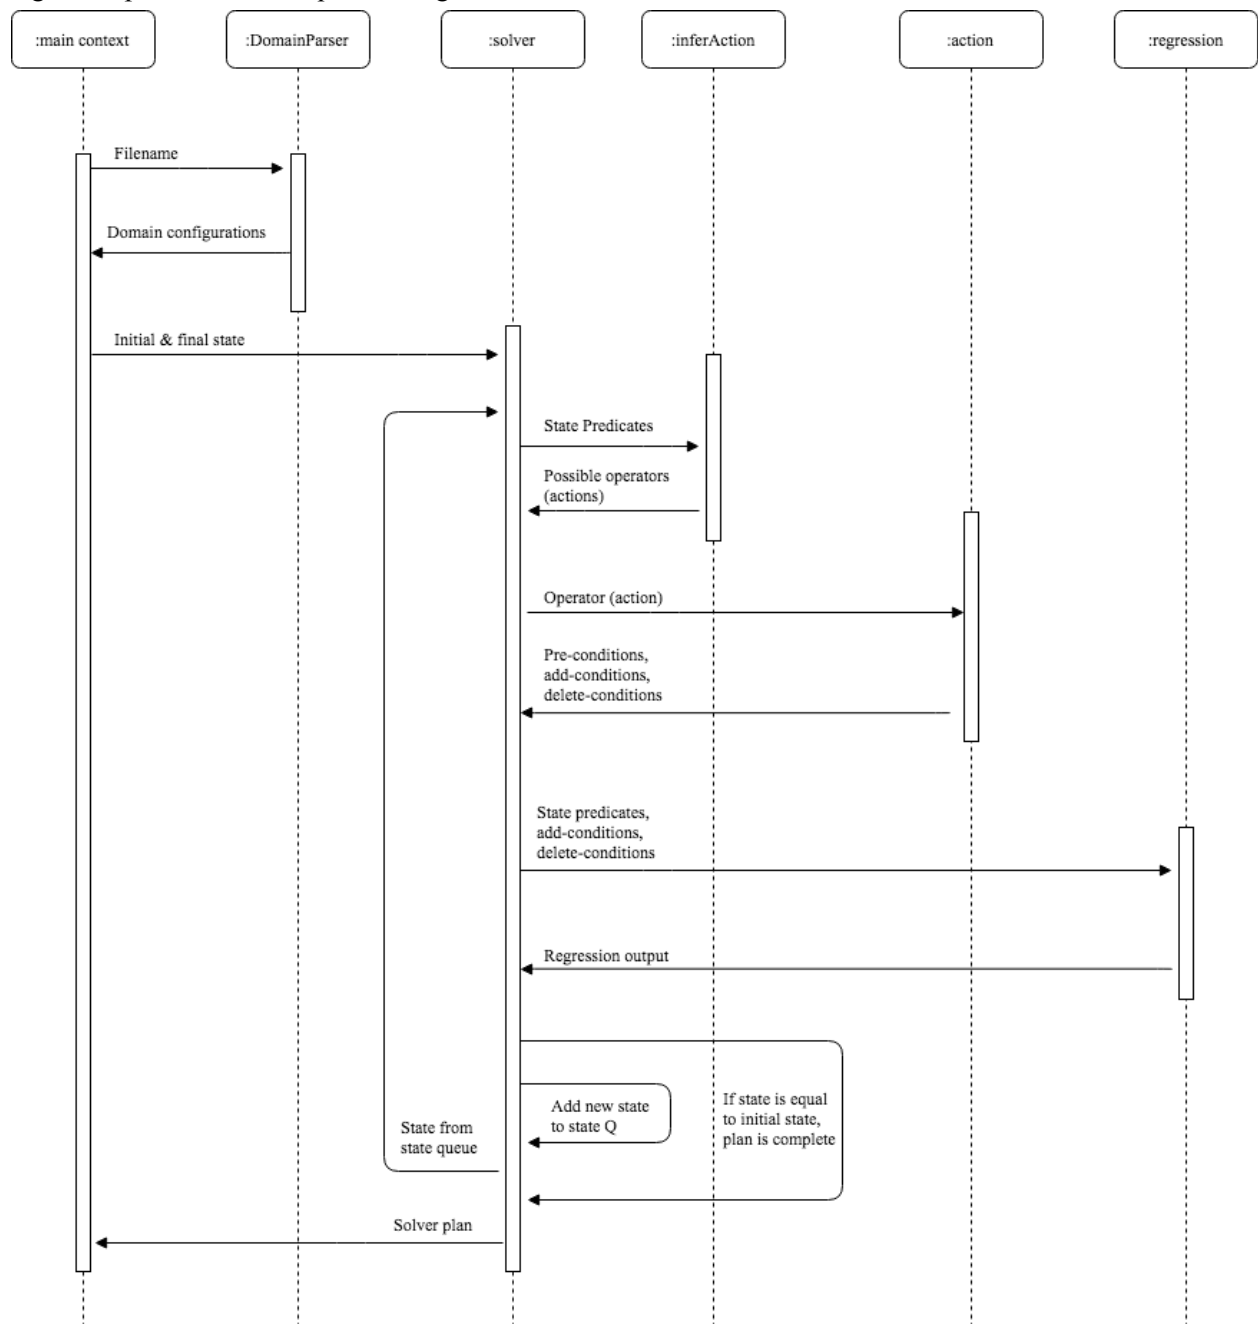 :main context
:DomainParser
:solver
:inferAction
:action
:regression
Filename
Domain configurations
Initial & final state
State Predicates
Possible operators
(actions)
Operator (action)
Pre-conditions,
add-conditions,
delete-conditions
State predicates,
add-conditions,
delete-conditions
Regression output
If state is equal
to initial state,
plan is complete
Add new state
to state Q
State from
state queue
Solver plan